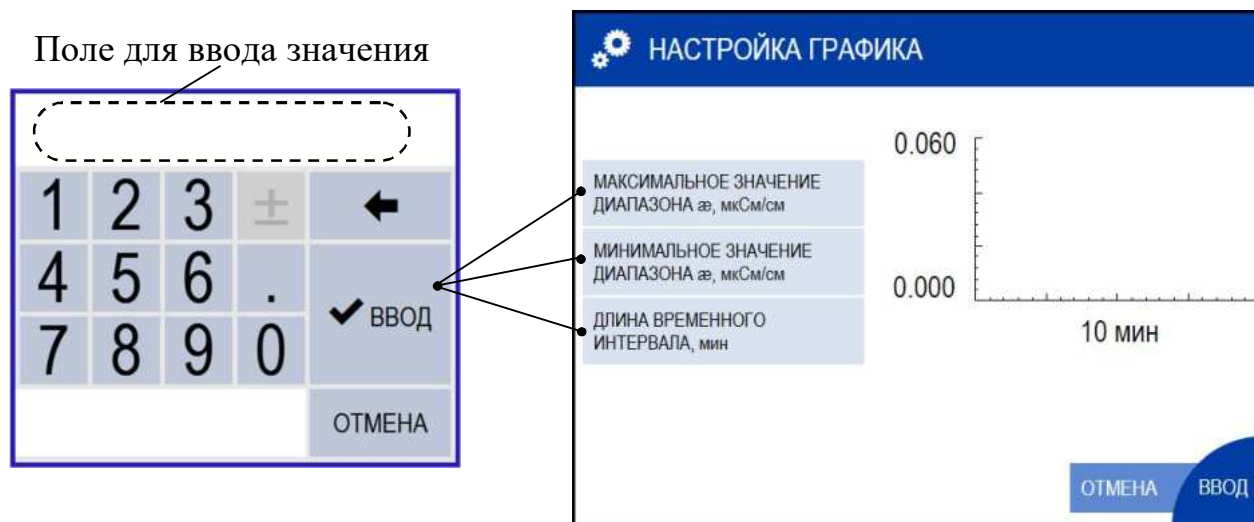 Поле для ввода значения
1 2 3 ±
4 5 6 .
ВВОД
7 8 9 0
ОТМЕНА
НАСТРОЙКА ГРАФИКА
МАКСИМАЛЬНОЕ ЗНАЧЕНИЕ
ДИАПАЗОНА æ, мкСм/см
МИНИМАЛЬНОЕ ЗНАЧЕНИЕ
ДИАПАЗОНА æ, мкСм/см
ДЛИНА ВРЕМЕННОГО
ИНТЕРВАЛА, мин
0.060
0.000
10 мин
ОТМЕНА
ВВОД